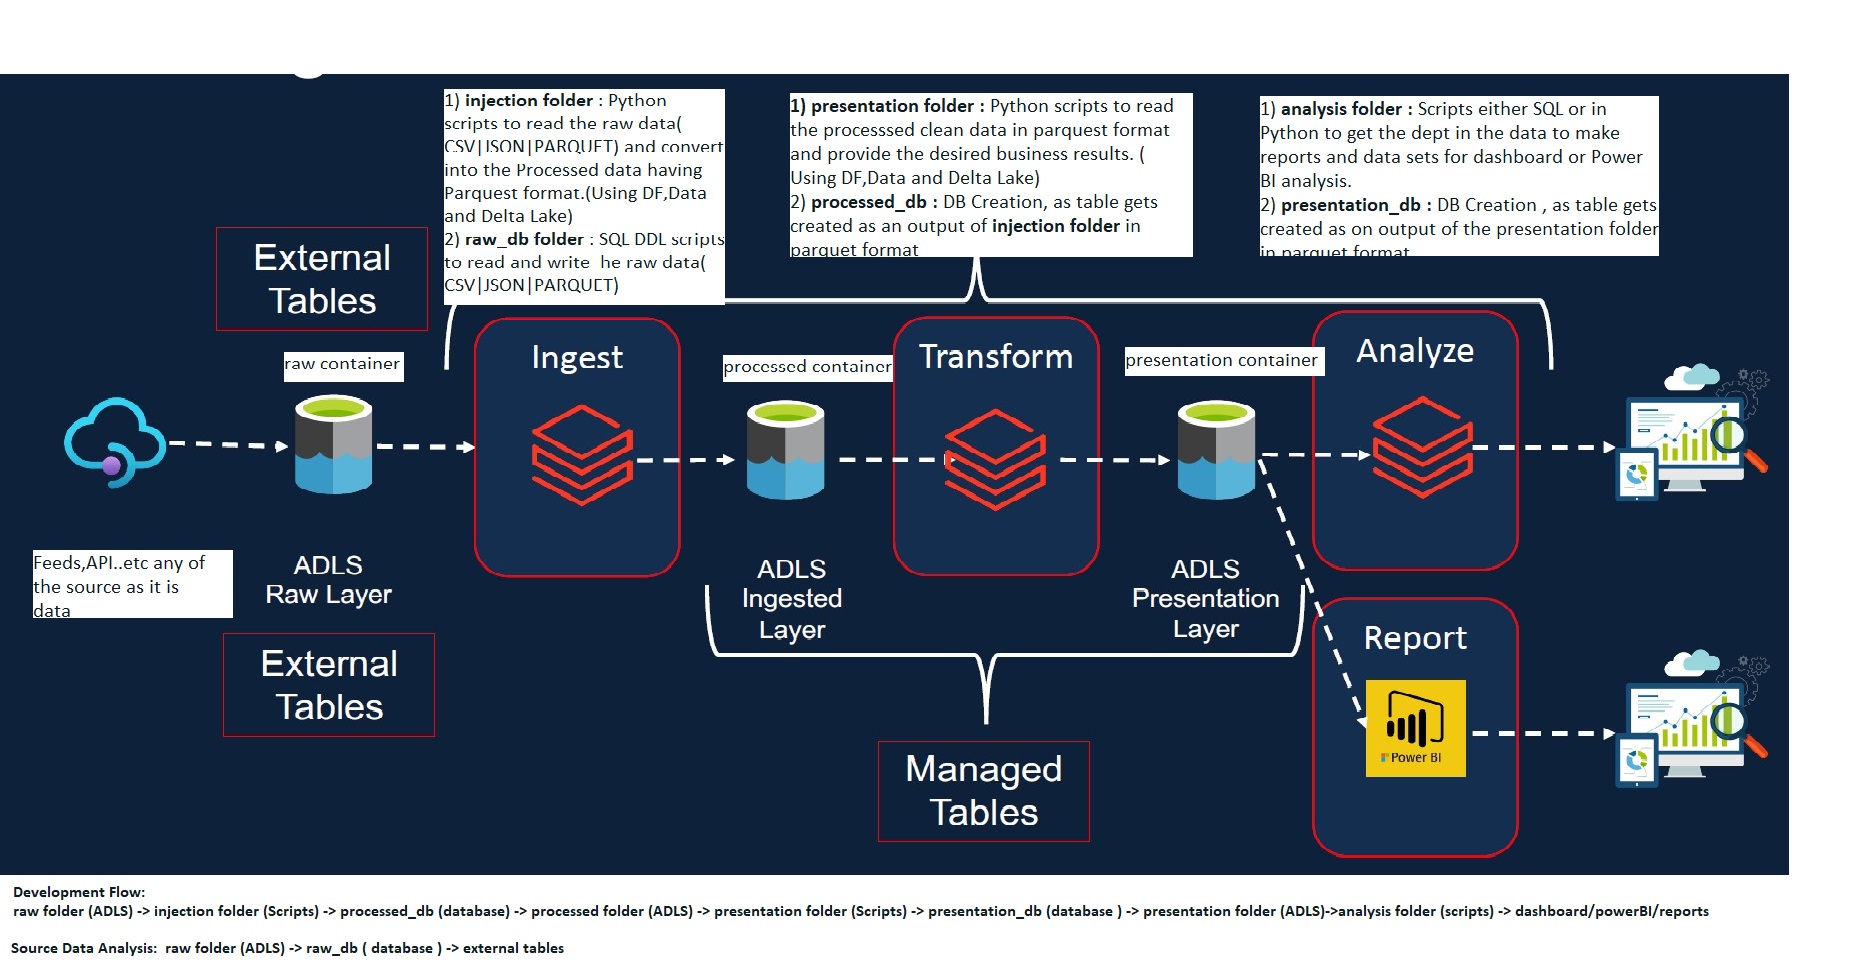 1) injection folder : Python
scripts to read the raw data(
CSV|JSON|PARQUET) and convert
into the Processed data having
Parquest format.(Using DF,Data
and Delta Lake)
2) raw_db folder : SQL DDL scripts
to read and write he raw data(
CSV|JSON|PARQUET)
1) presentation folder : Python scripts to read
the processsed clean data in parquest format
and provide the desired business results. (
Using DF,Data and Delta Lake)
2) processed_db : DB Creation, as table gets
created as an output of injection folder in
parquet format
1) analysis folder : Scripts either SQL or in
Python to get the dept in the data to make
reports and data sets for dashboard or Power
BI analysis.
2) presentation_db : DB Creation , as table gets
created as on output of the presentation folder
in parquet format
External
Tables
raw container
Ingest
processed container
Transform
presentation container
Analyze
Feeds,API..etc any of
the source as it is
data
ADLS
Raw Layer
ADLS
Ingested
Layer
ADLS
Presentation
Layer
External
Tables
Report
Power BI
Managed
Tables
Development Flow:
raw folder (ADLS) -> injection folder (Scripts) -> processed_db (database) -> processed folder (ADLS) -> presentation folder (Scripts) -> presentation_db (database ) -> presentation folder (ADLS)->analysis folder (scripts) -> dashboard/powerBI/reports
Source Data Analysis: raw folder (ADLS) -> raw_db ( database ) -> external tables